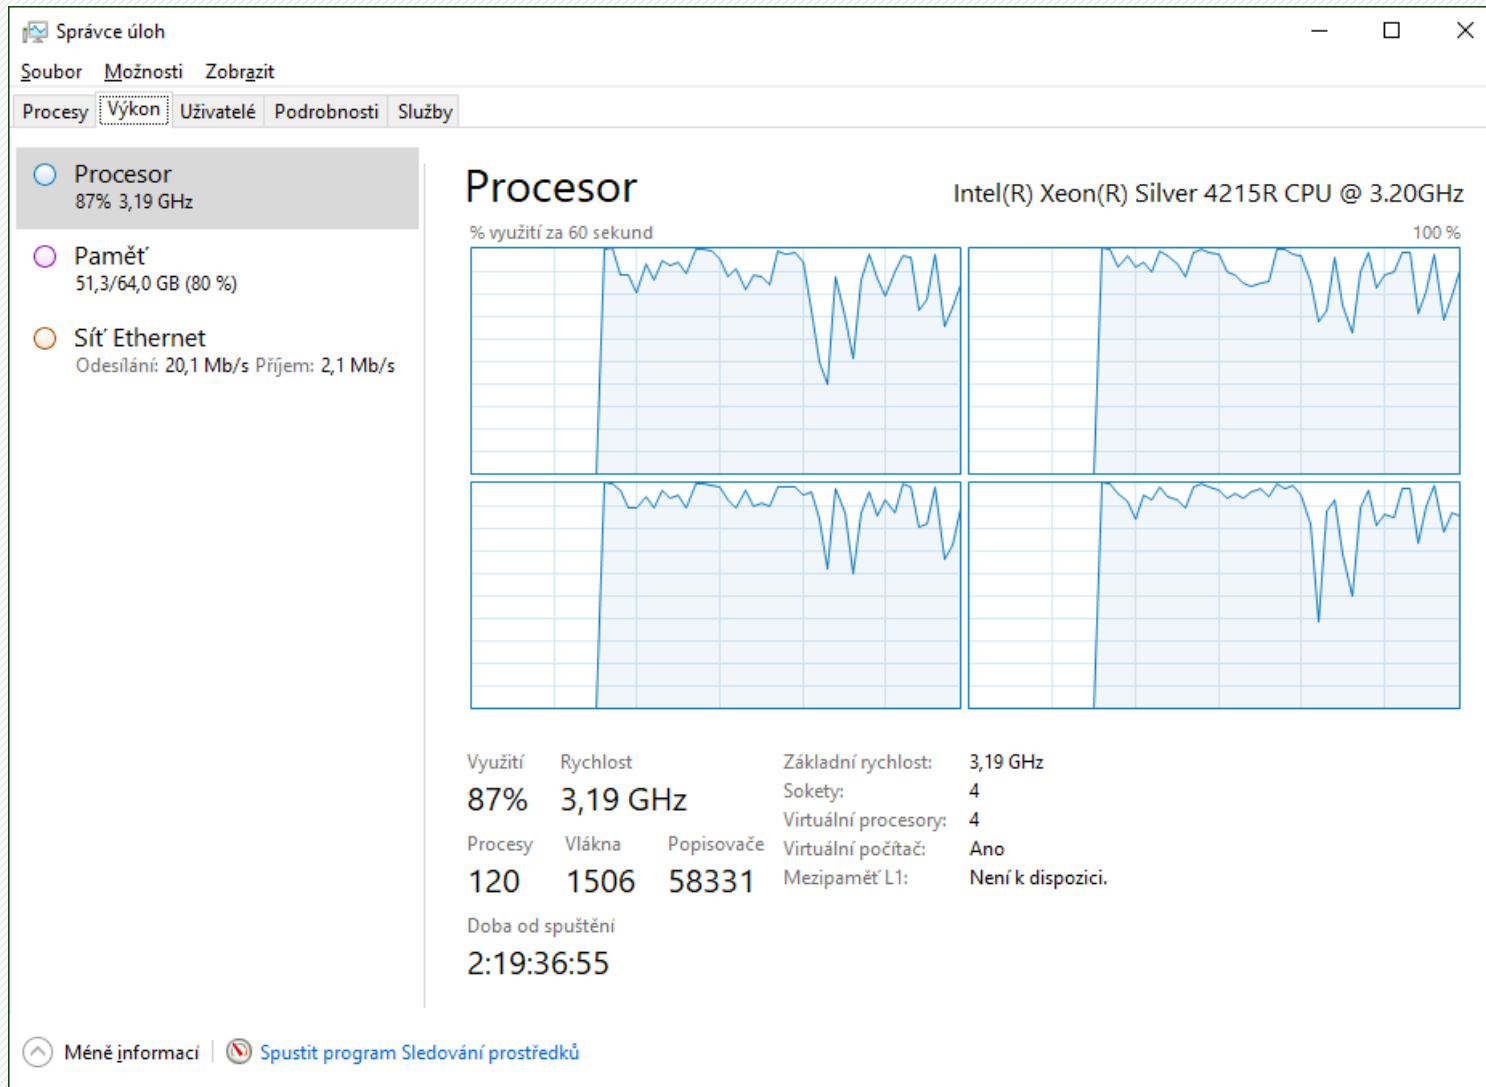 Správce úloh
Soubor Možnosti Zobrazit
Procesy Výkon Uživatelé Podrobnosti Služby
Procesor
87% 3,19 GHz
Paměť
51,3/64,0 GB (80 %)
Síť Ethernet
Odesílání: 20,1 Mb/s Příjem: 2,1 Mb/s
Procesor Intel(R) Xeon(R) Silver 4215R CPU @ 3.20GHz
% využití za 60 sekund 100 %
Využití Rychlost
87% 3,19 GHz
Procesy Vlákna Popisovače
120 1506 58331
Doba od spuštění
2:19:36:55
Základní rychlost: 3,19 GHz
Sokety: 4
Virtuální procesory: 4
Virtuální počítač: Ano
Mezipaměť L1: Není k dispozici.
Méně informací Spustit program Sledování prostředků